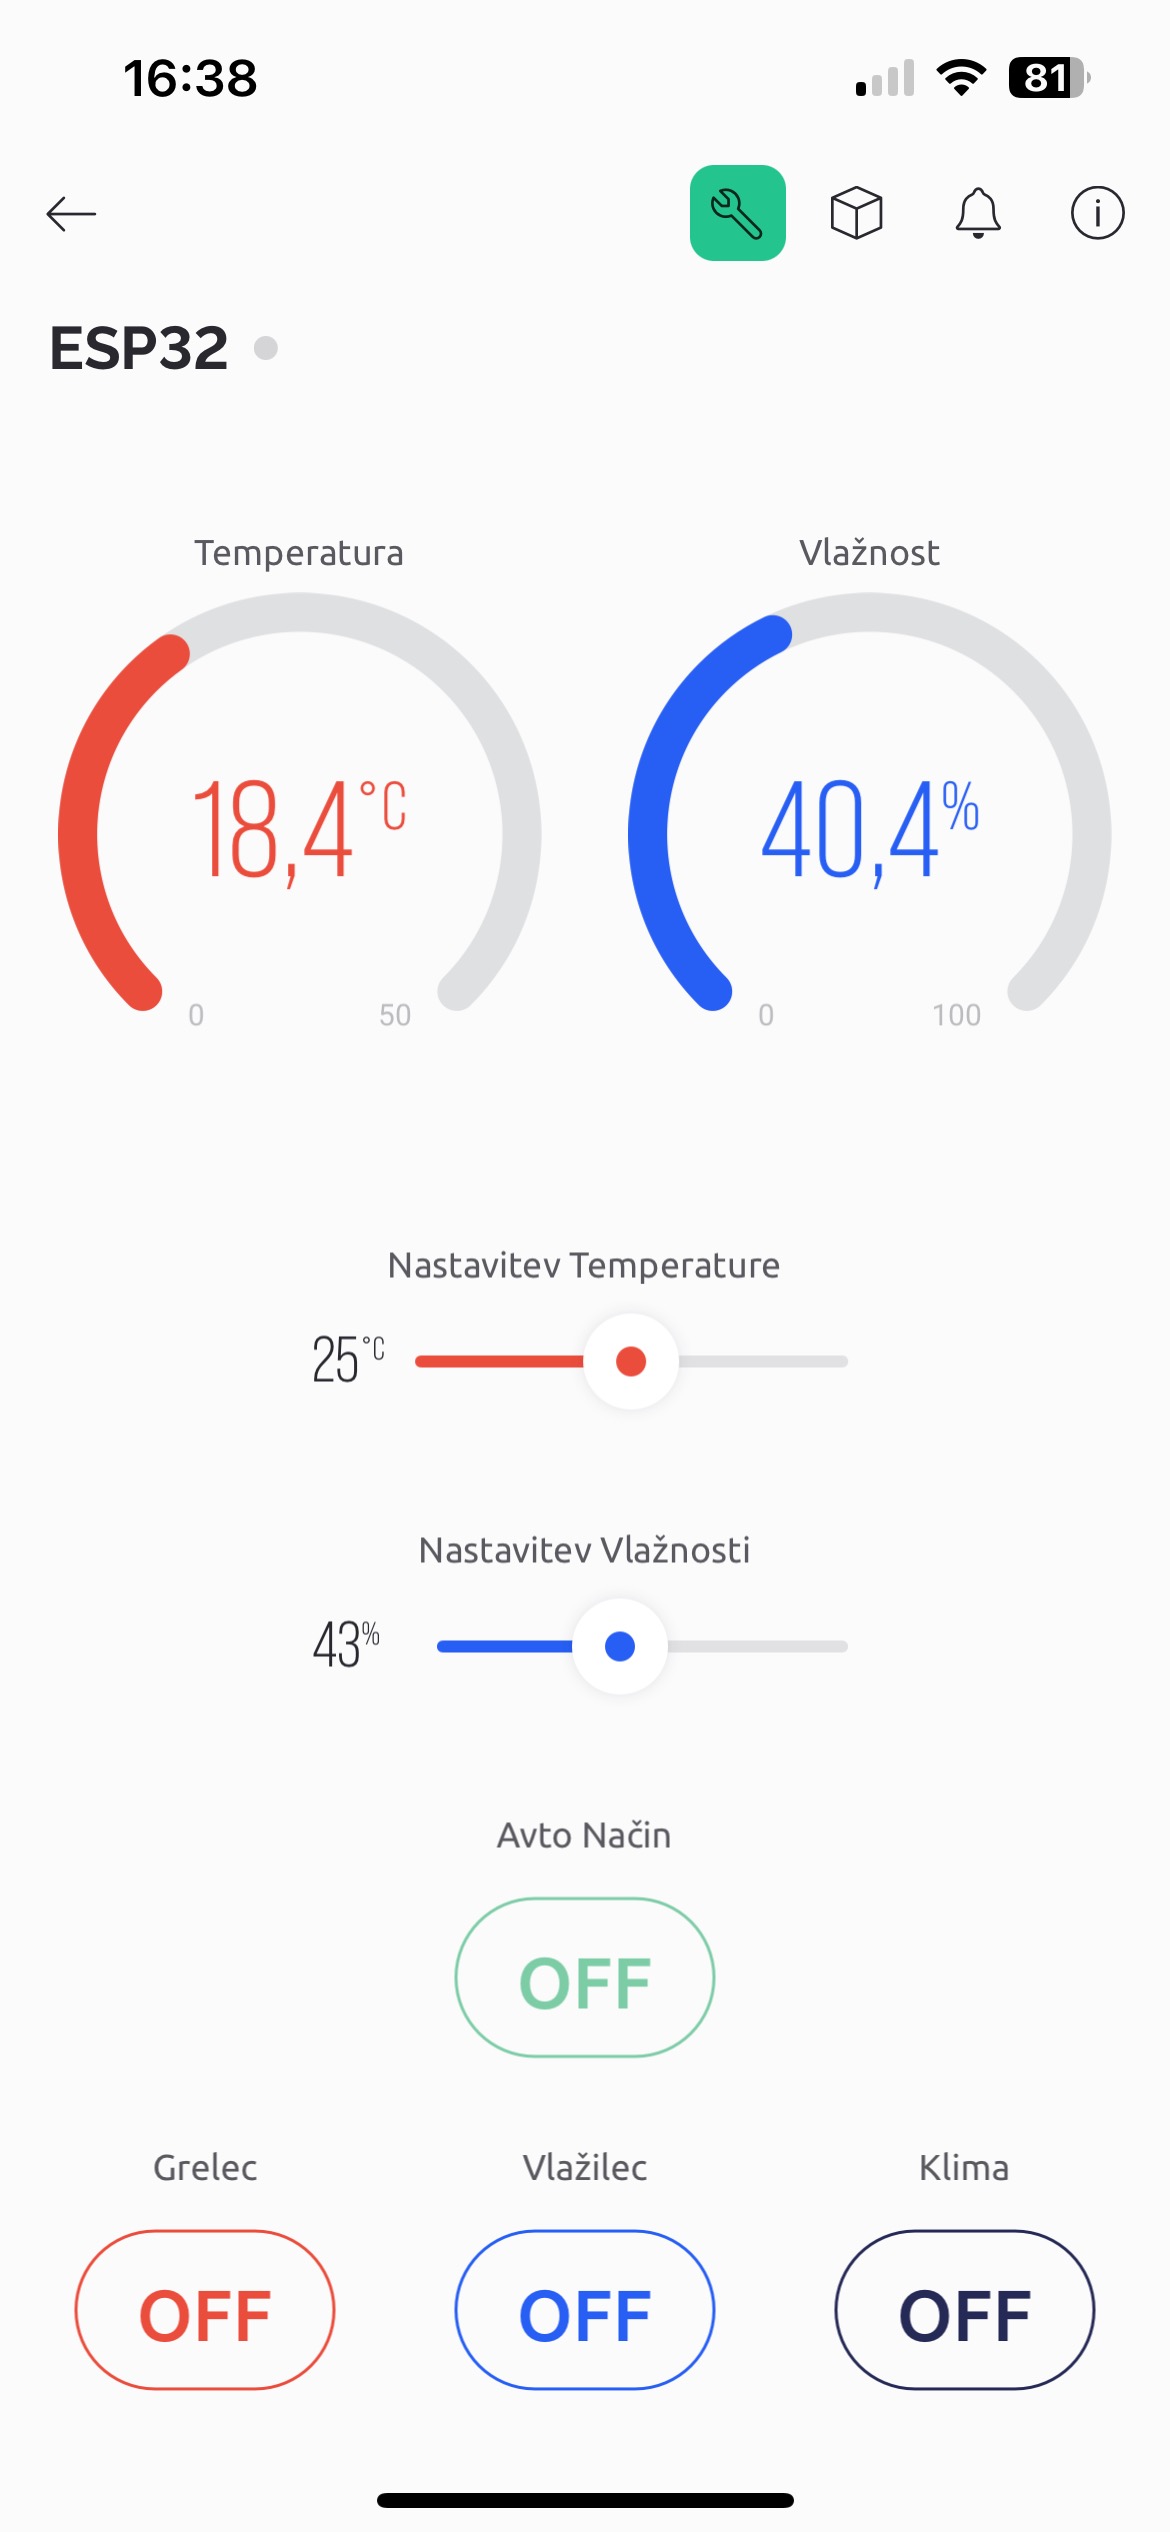 16:38
81
ESP32
Temperatura
Vlažnost
18,4°C
40,4%
0
50
0
100
Nastavitev Temperature
25°C
Nastavitev Vlažnosti
43%
Avto Način
OFF
Grelec
Vlažilec
Klima
OFF
OFF
OFF